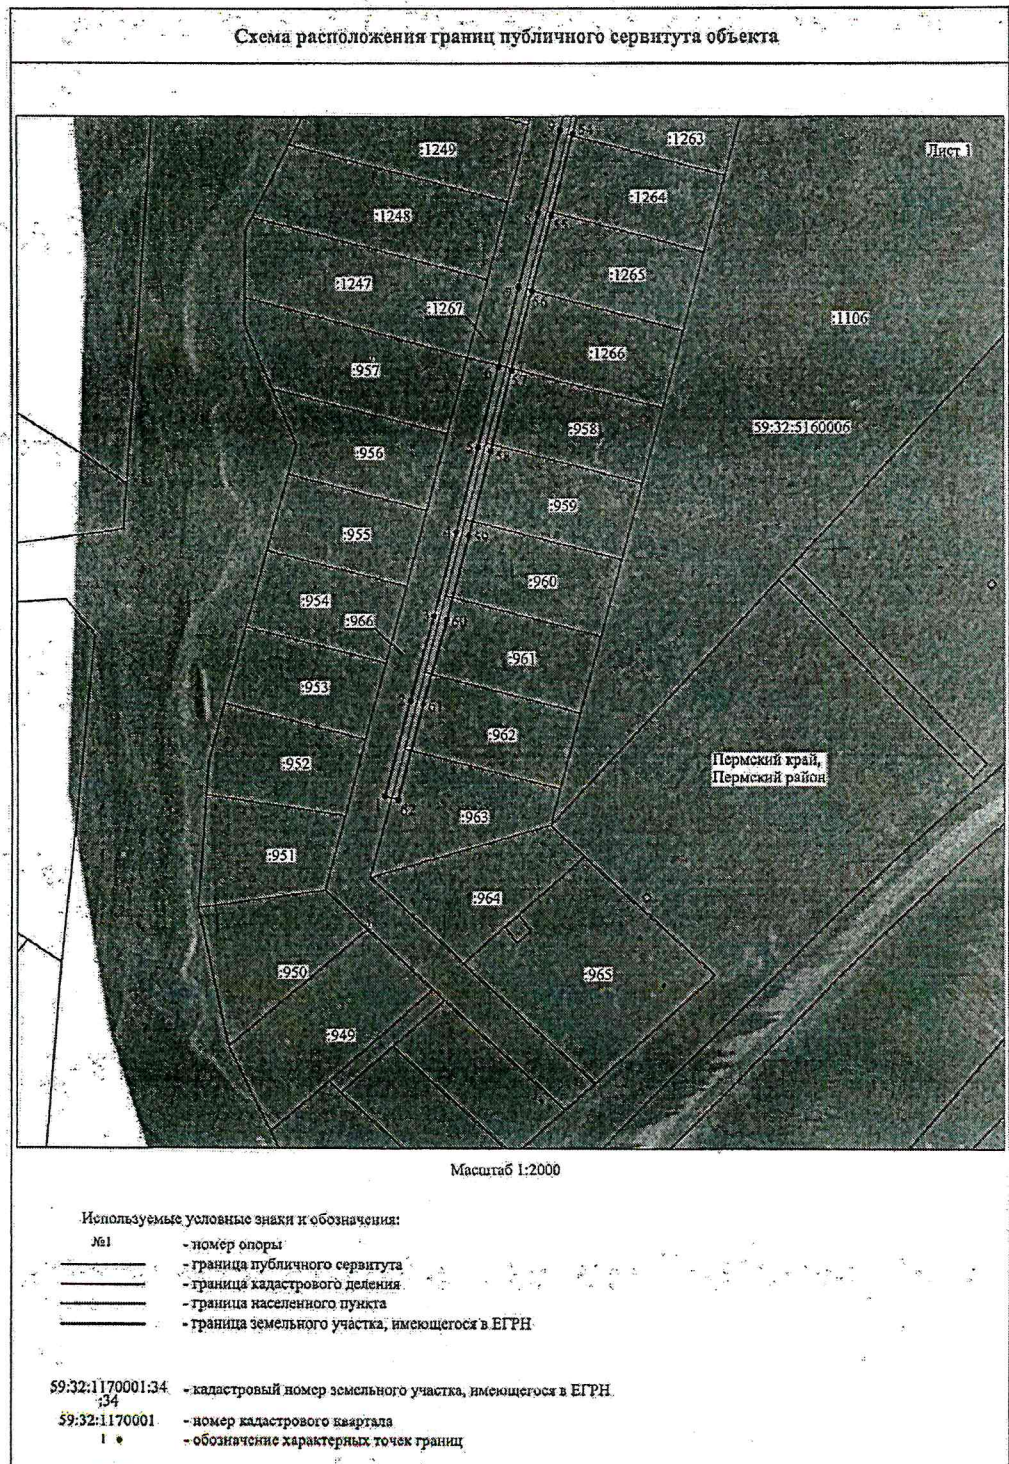 Схема расположения границ публичного сервитута объекта
Лист 1
:1249
:1263
:1248
:1264
:1247
:1265
:1267
:1106
:1266
:957
:958
59:32:5160006
:956
:959
:955
:960
:954
:966
:961
:953
:962
:952
Пермский край,
Пермский район
:963
:951
:964
:950
:965
:949
Масштаб 1:2000
Используемые условные знаки и обозначения:
№1 - номер опоры
- граница публичного сервитута
- граница кадастрового деления
- граница населенного пункта
- граница земельного участка, имеющегося в ЕГРН
59:32:1170001:34 - кадастровый номер земельного участка, имеющегося в ЕГРН
:34
59:32:1170001 - номер кадастрового квартала
1 - обозначение характерных точек границ